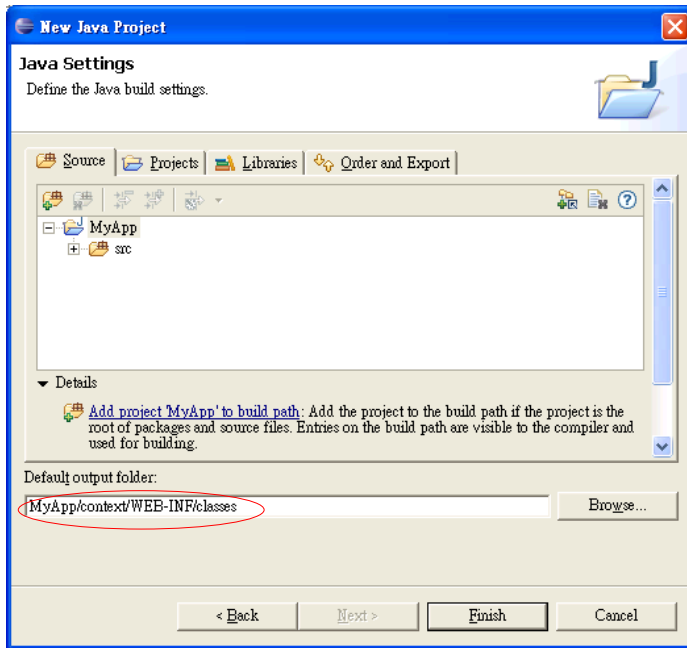 New Java Project
Java Settings
Define the Java build settings.
Source Projects Libraries Order and Export
MyApp
src
Details
Add project 'MyApp' to build path: Add the project to the build path if the project is the
root of packages and source files. Entries on the build path are visible to the compiler and
used for building.
Default output folder:
MyApp/context/WEB-INF/classes
Browse...
< Back Next > Finish Cancel